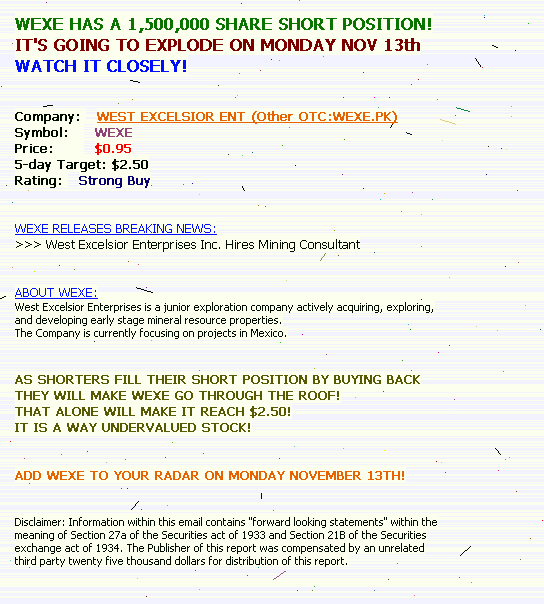 WEXE HAS A 1,500,000 SHARE SHORT POSITION!
IT'S GOING TO EXPLODE ON MONDAY NOV 13th
WATCH IT CLOSELY!
Company: WEST EXCELSIOR ENT (Other OTC:WEXE.PK)
Symbol: WEXE
Price: $0.95
5-day Target: $2.50
Rating: Strong Buy
WEXE RELEASES BREAKING NEWS:
>>> West Excelsior Enterprises Inc. Hires Mining Consultant
ABOUT WEXE:
West Excelsior Enterprises is a junior exploration company actively acquiring, exploring,
and developing early stage mineral resource properties.
The Company is currently focusing on projects in Mexico.
AS SHORTERS FILL THEIR SHORT POSITION BY BUYING BACK
THEY WILL MAKE WEXE GO THROUGH THE ROOF!
THAT ALONE WILL MAKE IT REACH $2.50!
IT IS A WAY UNDERVALUED STOCK!
ADD WEXE TO YOUR RADAR ON MONDAY NOVEMBER 13TH!
Disclaimer: Information within this email contains "forward looking statements" within the
meaning of Section 27a of the Securities act of 1933 and Section 21B of the Securities
exchange act of 1934. The Publisher of this report was compensated by an unrelated
third party twenty five thousand dollars for distribution of this report.